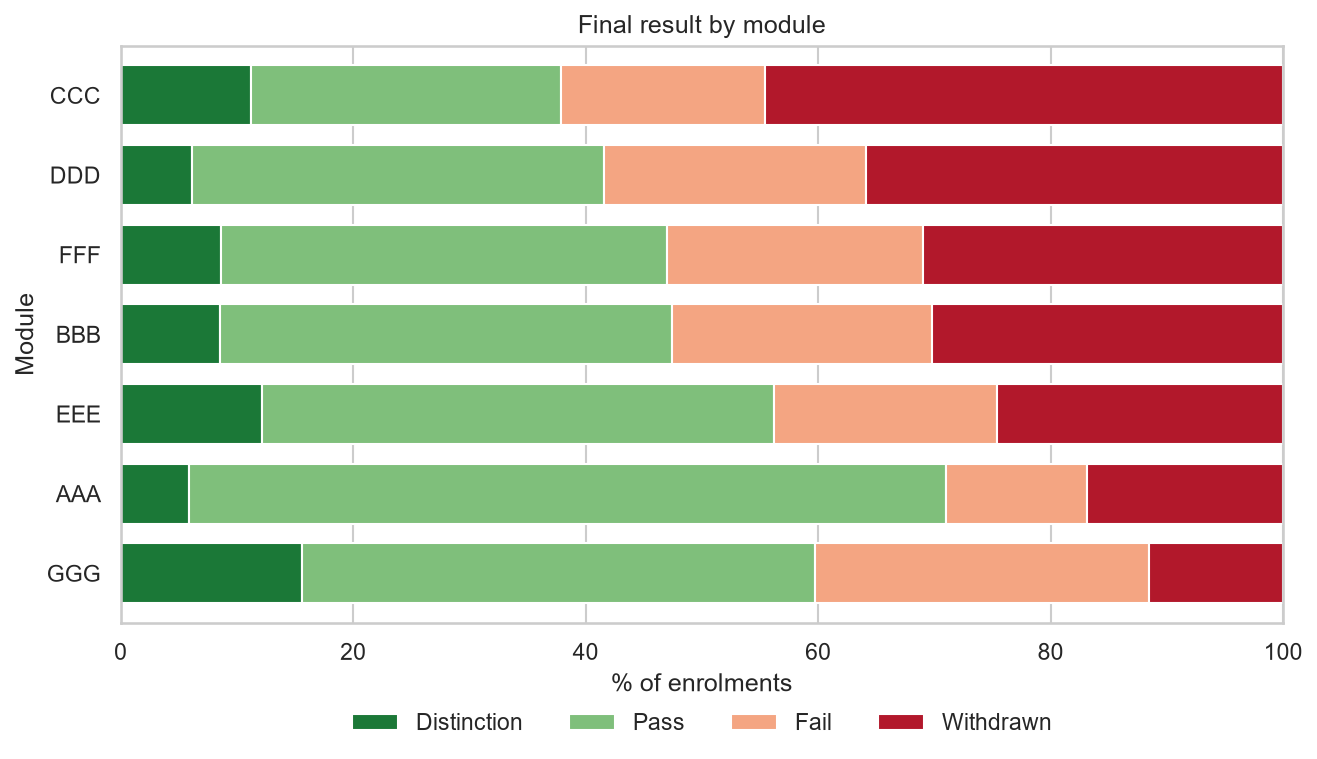 Final result by module
Module
CCC
DDD
FFF
BBB
EEE
AAA
GGG
0 20 40 60 80 100
% of enrolments
Distinction Pass Fail Withdrawn